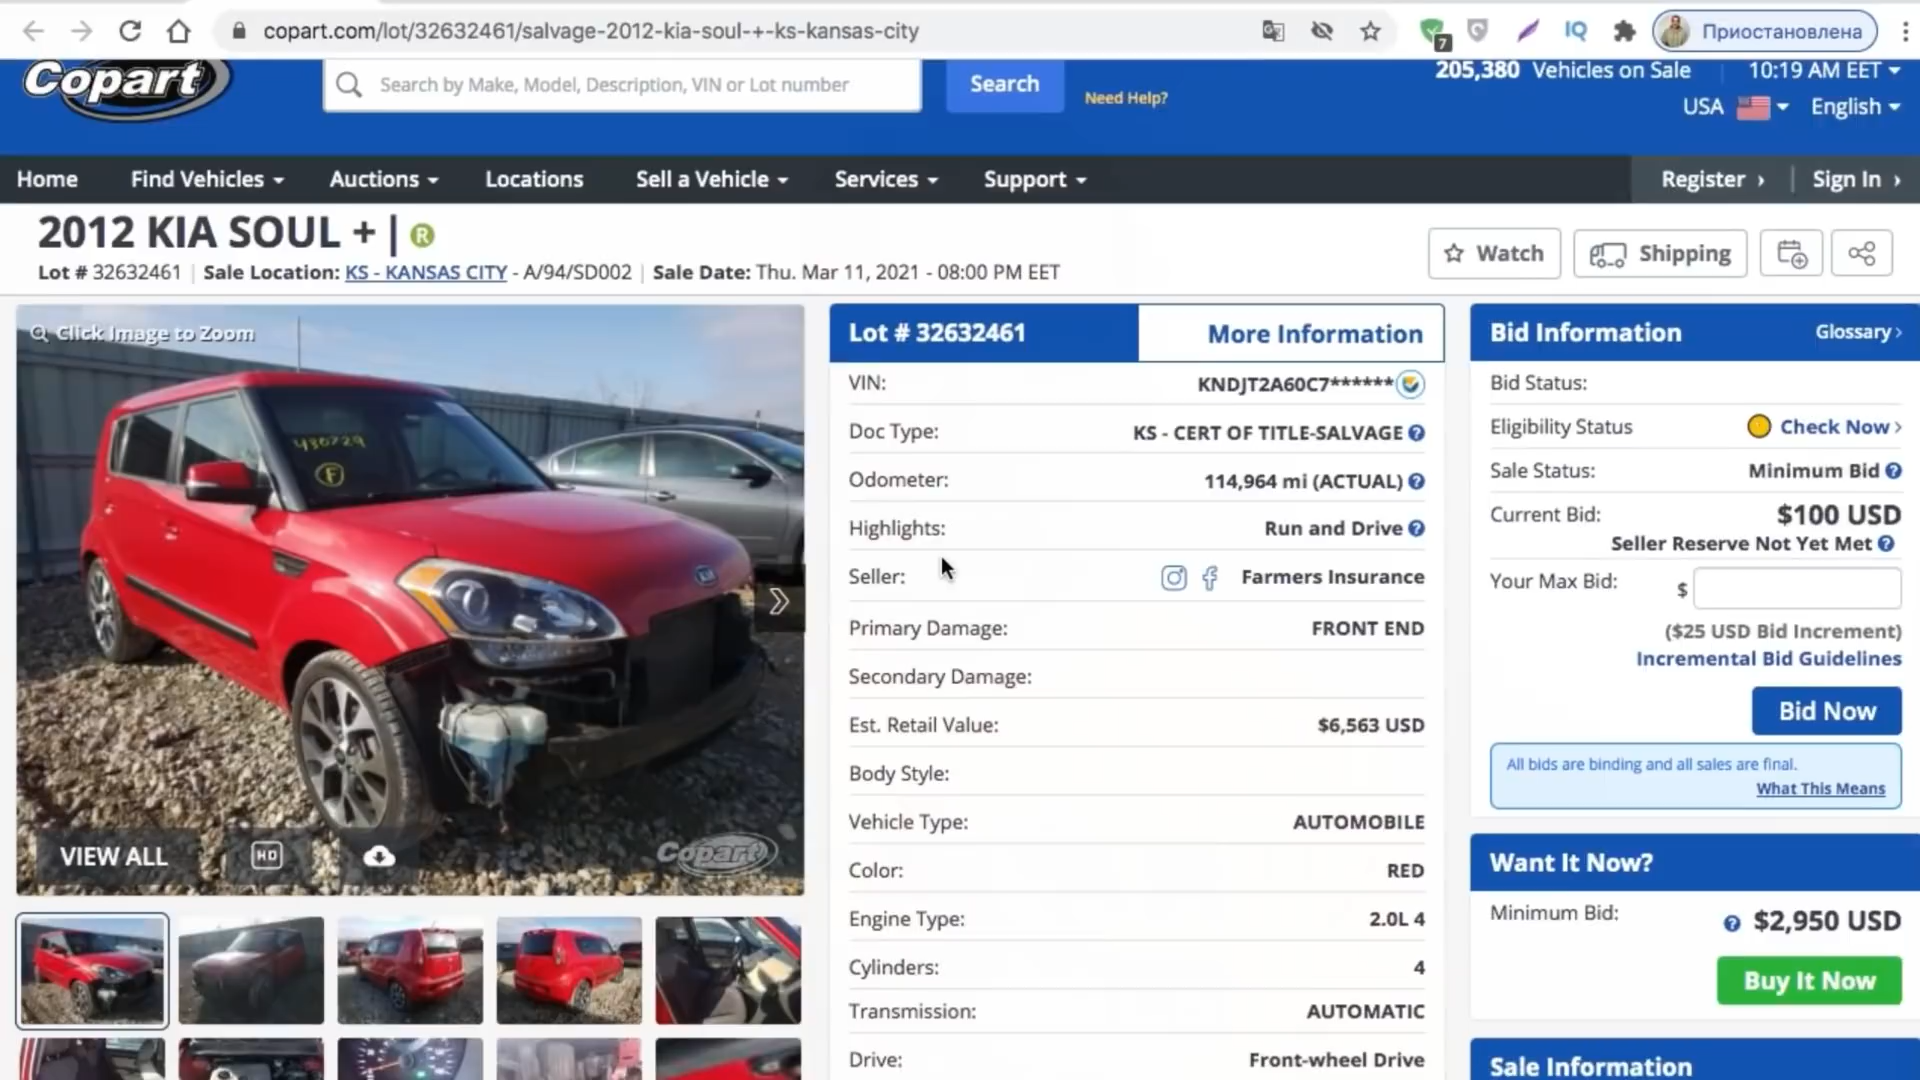 copart.com/lot/32632461/salvage-2012-kia-soul-+-ks-kansas-city
7
Приостановлена
Copart
Search by Make, Model, Description, VIN or Lot number
Search
Need Help?
205,380 Vehicles on Sale
10:19 AM EET
USA
English
Home
Find Vehicles
Auctions
Locations
Sell a Vehicle
Services
Support
Register
Sign In
2012 KIA SOUL + | R
Lot # 32632461 | Sale Location: KS - KANSAS CITY - A/94/SD002 | Sale Date: Thu. Mar 11, 2021 - 08:00 PM EET
Watch
Shipping
Click Image to Zoom
F
KIA
VIEW ALL
HD
Copart
Lot # 32632461
More Information
VIN: KNDJT2A60C7******
Doc Type: KS - CERT OF TITLE-SALVAGE
Odometer: 114,964 mi (ACTUAL)
Highlights: Run and Drive
Seller: Farmers Insurance
Primary Damage: FRONT END
Secondary Damage:
Est. Retail Value: $6,563 USD
Body Style:
Vehicle Type: AUTOMOBILE
Color: RED
Engine Type: 2.0L 4
Cylinders: 4
Transmission: AUTOMATIC
Drive: Front-wheel Drive
Bid Information
Glossary
Bid Status:
Eligibility Status Check Now
Sale Status: Minimum Bid
Current Bid: $100 USD
Seller Reserve Not Yet Met
Your Max Bid: $
($25 USD Bid Increment)
Incremental Bid Guidelines
Bid Now
All bids are binding and all sales are final.
What This Means
Want It Now?
Minimum Bid: $2,950 USD
Buy It Now
Sale Information